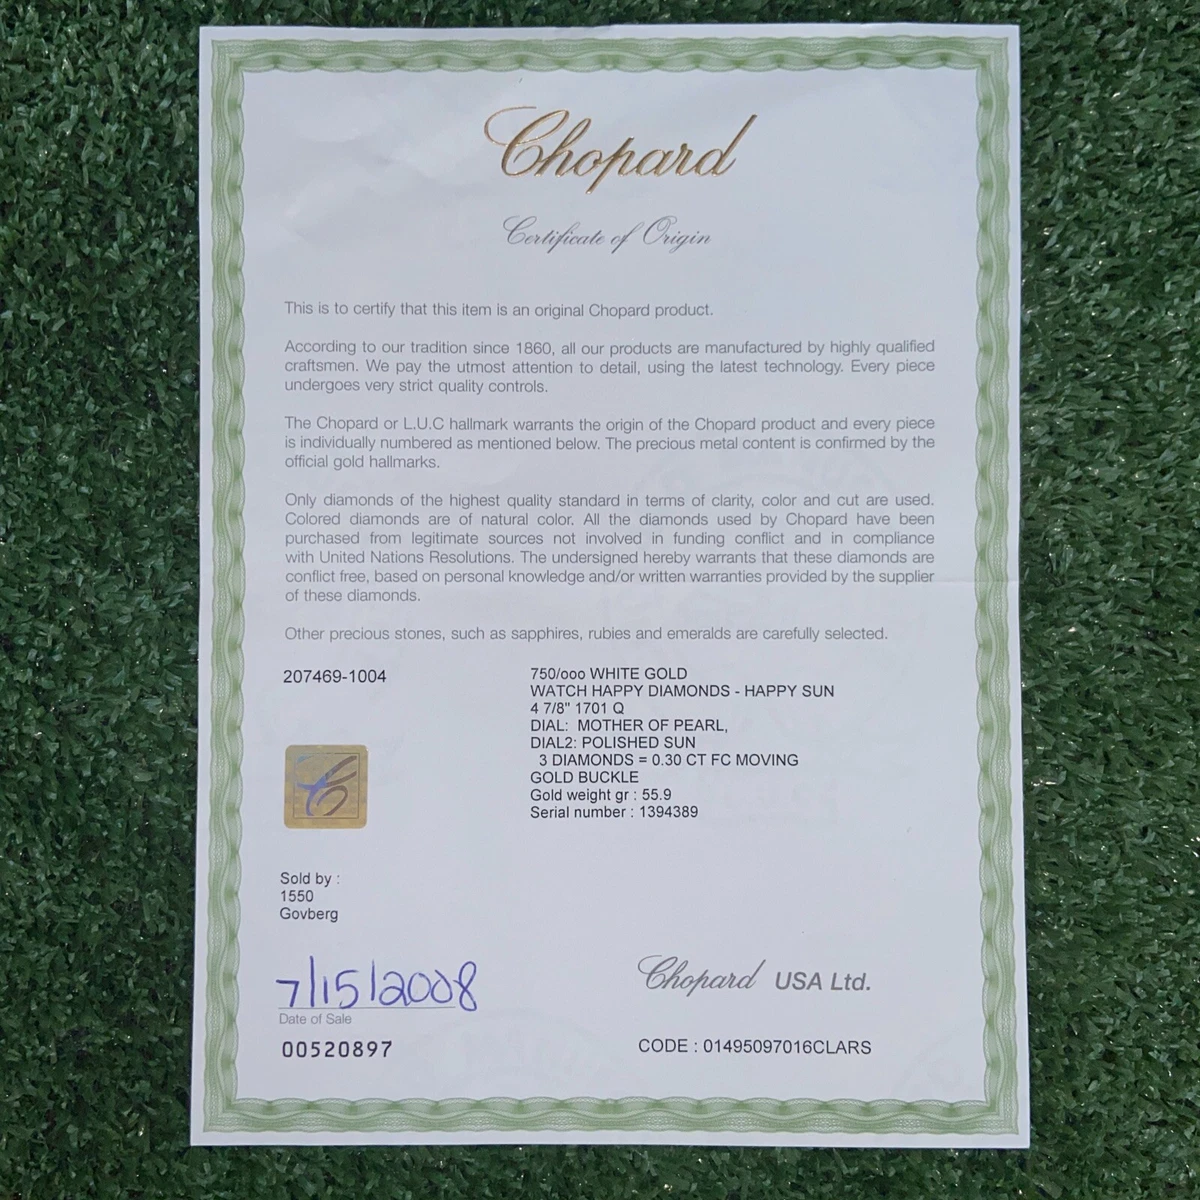 Chopard
Certificate of Origin
This is to certify that this item is an original Chopard product.
According to our tradition since 1860, all our products are manufactured by highly qualified
craftsmen. We pay the utmost attention to detail, using the latest technology. Every piece
undergoes very strict quality controls.
The Chopard or L.U.C hallmark warrants the origin of the Chopard product and every piece
is individually numbered as mentioned below. The precious metal content is confirmed by the
official gold hallmarks.
Only diamonds of the highest quality standard in terms of clarity, color and cut are used.
Colored diamonds are of natural color. All the diamonds used by Chopard have been
purchased from legitimate sources not involved in funding conflict and in compliance
with United Nations Resolutions. The undersigned hereby warrants that these diamonds are
conflict free, based on personal knowledge and/or written warranties provided by the supplier
of these diamonds.
Other precious stones, such as sapphires, rubies and emeralds are carefully selected.
207469-1004
750/ooo WHITE GOLD
WATCH HAPPY DIAMONDS - HAPPY SUN
4 7/8" 1701 Q
DIAL: MOTHER OF PEARL,
DIAL2: POLISHED SUN
3 DIAMONDS = 0.30 CT FC MOVING
GOLD BUCKLE
Gold weight gr : 55.9
Serial number : 1394389
Sold by :
1550
Govberg
7/15/2008
Date of Sale
00520897
Chopard USA Ltd.
CODE : 01495097016CLARS